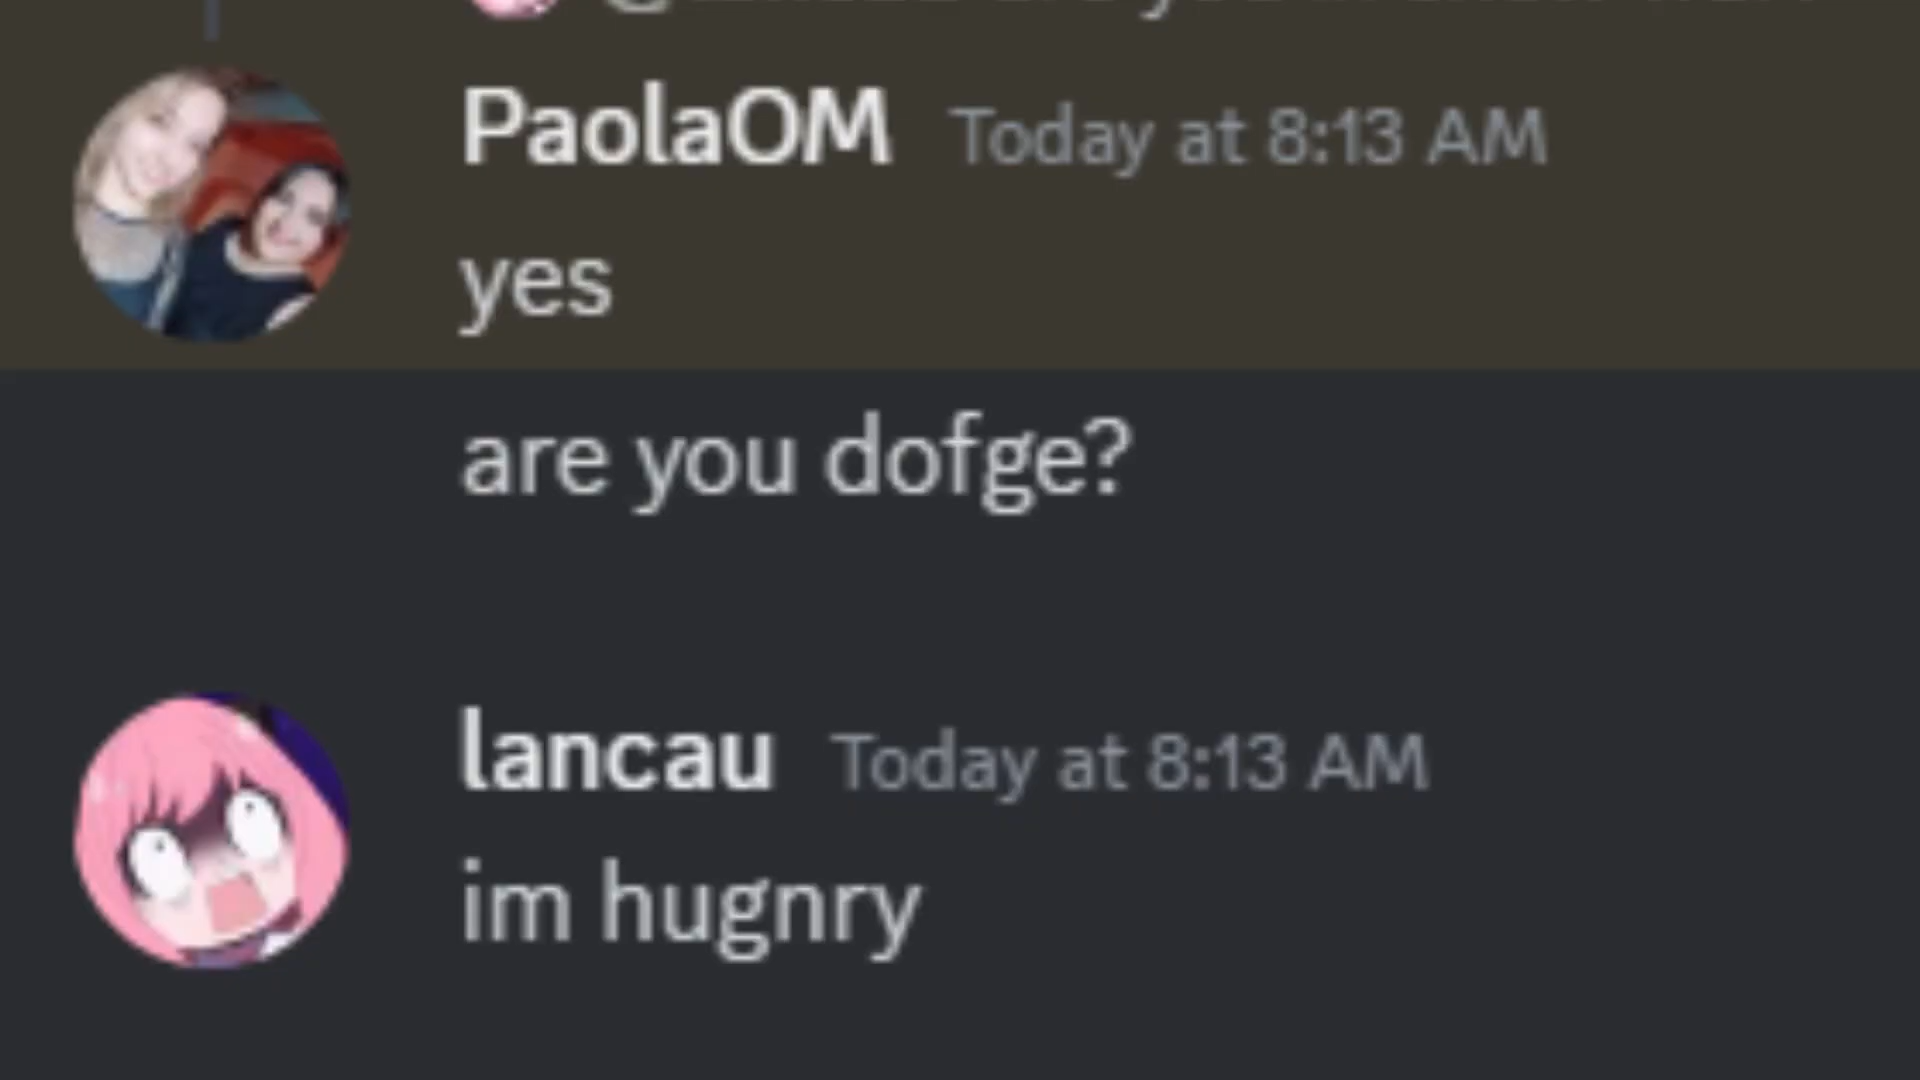 PaolaOM Today at 8:13 AM
yes
are you dofge?
lancau Today at 8:13 AM
im hugnry